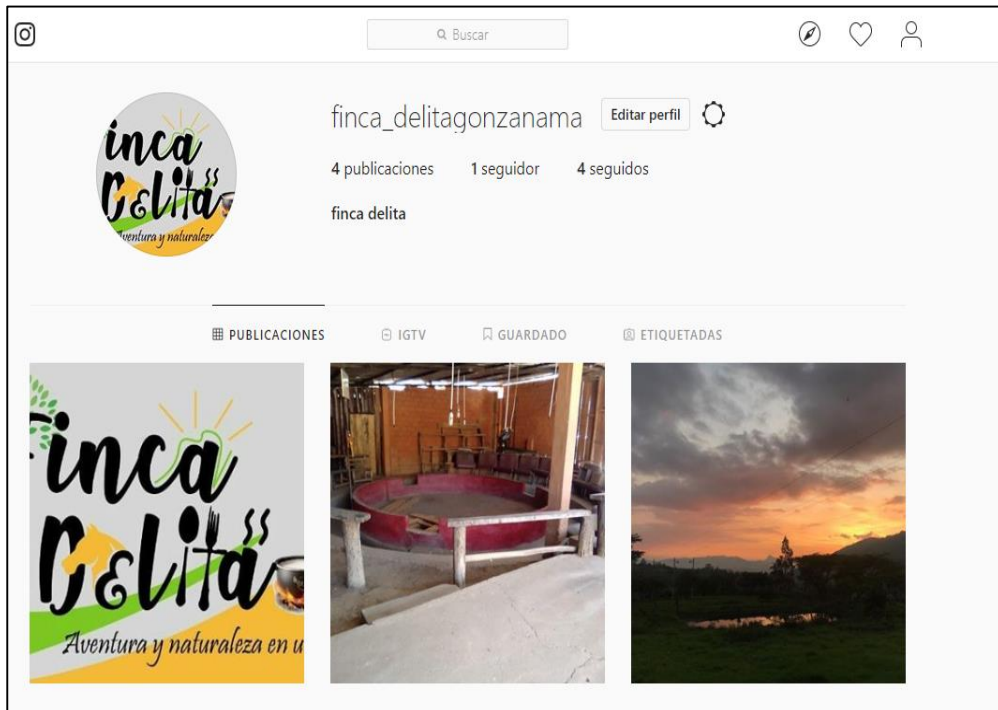 Buscar
finca_delitagonzanama Editar perfil
4 publicaciones 1 seguidor 4 seguidos
finca delita
inca
Delita
Aventura y naturaleza
PUBLICACIONES IGTV GUARDADO ETIQUETADAS
Finca
Delita
Aventura y naturaleza en u